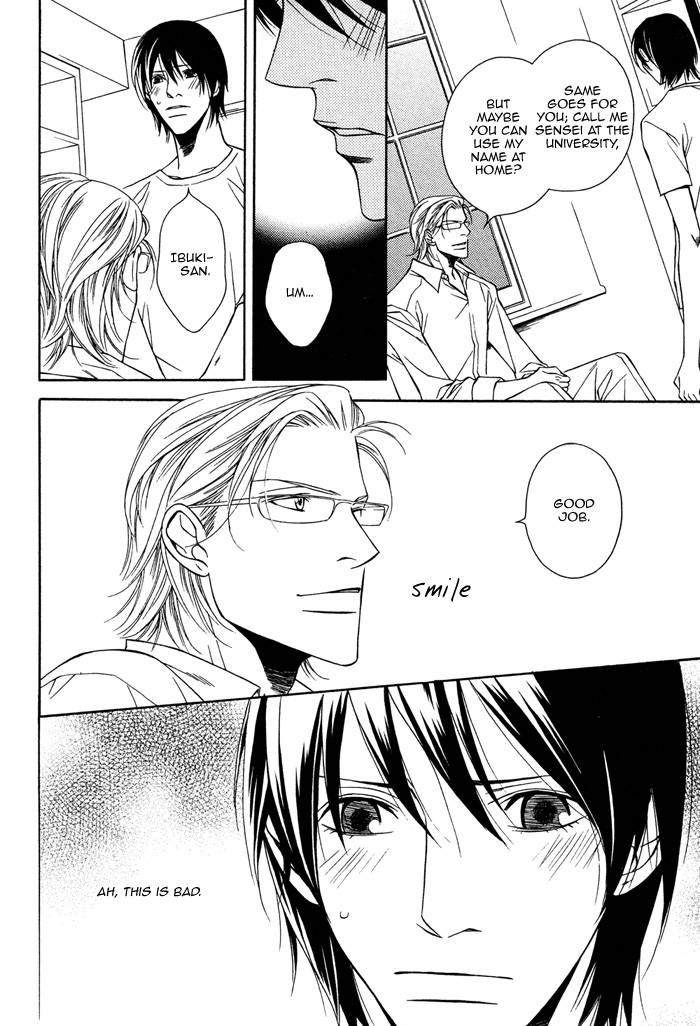 SAME
GOES FOR
YOU; CALL ME
SENSEI AT THE
UNIVERSITY,
BUT
MAYBE
YOU CAN
USE MY
NAME AT
HOME?
UM...
IBUKI-
SAN.
GOOD
JOB.
smile
AH, THIS IS BAD.